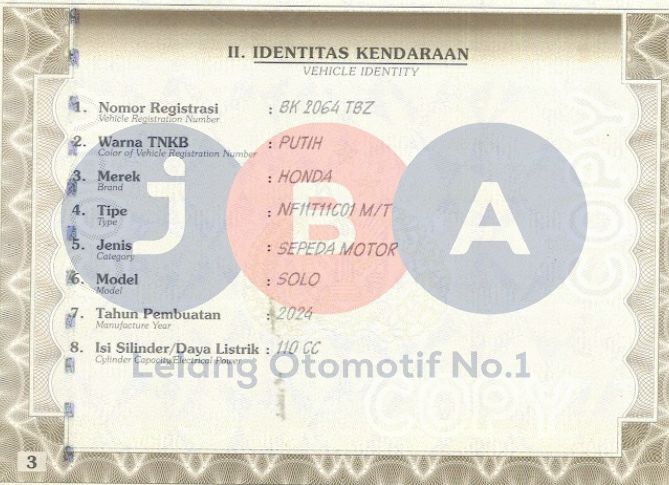 II. IDENTITAS KENDARAAN
VEHICLE IDENTITY
1. Nomor Registrasi : BK 2064 TBZ
Vehicle Registration Number
2. Warna TNKB : PUTIH
Color of Vehicle Registration Number
3. Merek : HONDA
Brand
4. Tipe : NF11T11C01 M/T
Type
5. Jenis : SEPEDA MOTOR
Category
6. Model : SOLO
Model
7. Tahun Pembuatan : 2024
Manufacture Year
8. Isi Silinder/Daya Listrik : 110 CC
Cylinder Capacity/Electrical Power
JBA
Lelang Otomotif No.1
COPY
COPY
COPY
3